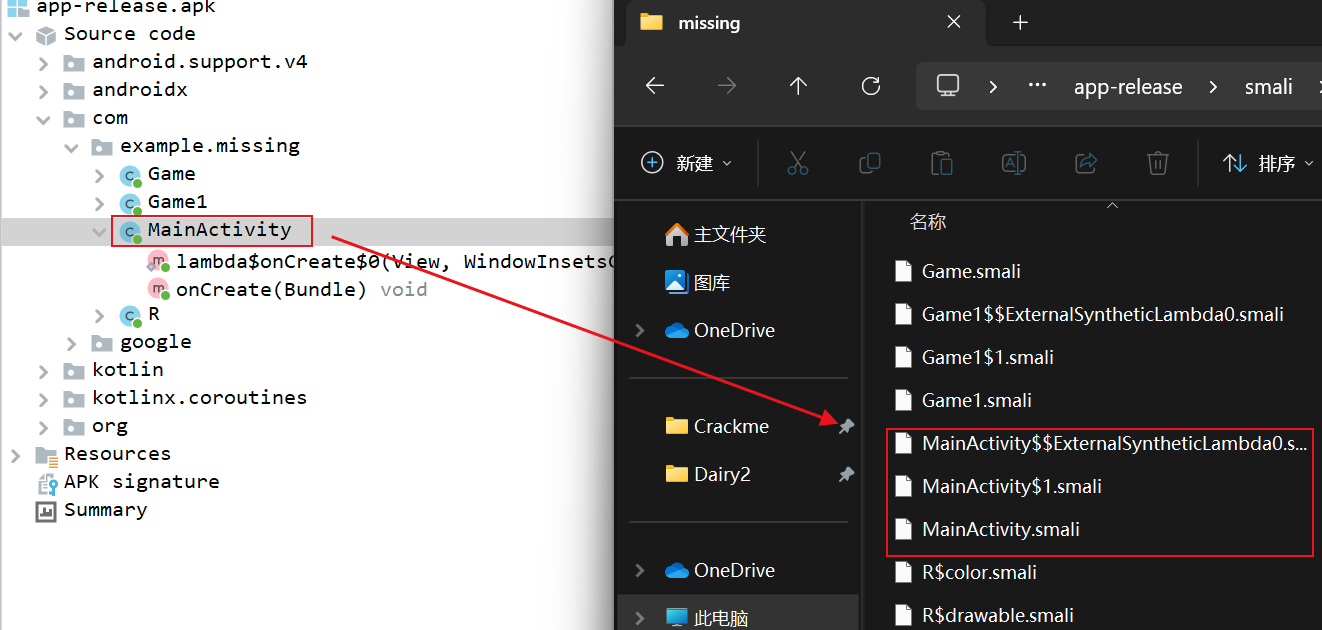 app-release.apk
Source code
android.support.v4
androidx
com
example.missing
Game
Game1
MainActivity
lambda$onCreate$0(View, WindowInsetsC
onCreate(Bundle) void
R
google
kotlin
kotlinx.coroutines
org
Resources
APK signature
Summary
missing
app-release
smali
新建
排序
主文件夹
图库
OneDrive
Crackme
Dairy2
OneDrive
此电脑
名称
Game.smali
Game1$$ExternalSyntheticLambda0.smali
Game1$1.smali
Game1.smali
MainActivity$$ExternalSyntheticLambda0.s...
MainActivity$1.smali
MainActivity.smali
R$color.smali
R$drawable.smali